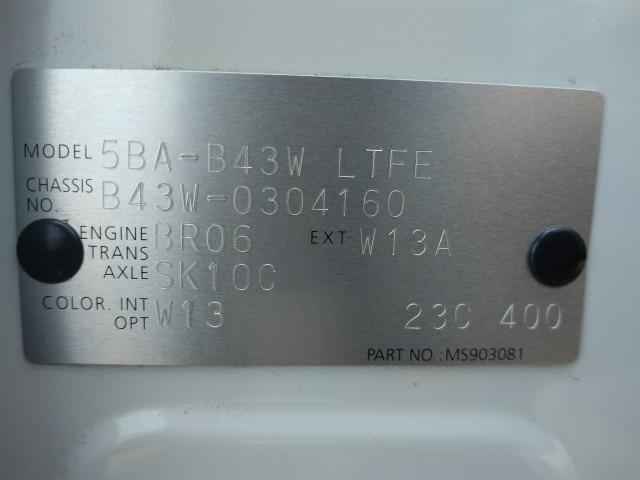 MODEL 5BA-B43W LTFE
CHASSIS NO. B43W-0304160
ENGINE BR06 EXT W13A
TRANS AXLE SK10C
COLOR. INT OPT W13 23C 400
PART NO.:MS903081